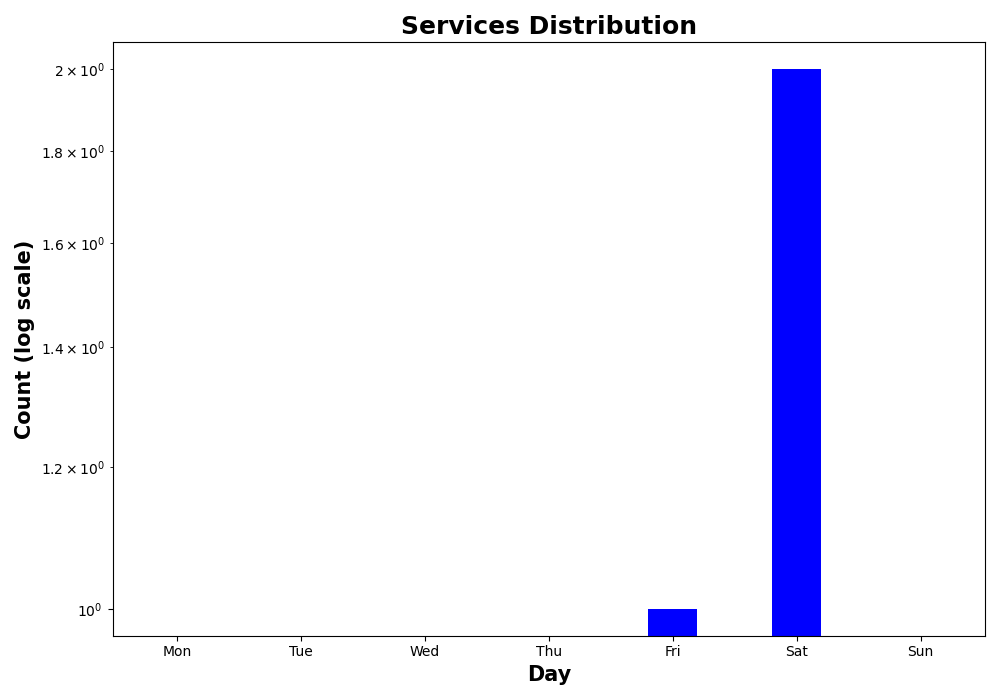 Services Distribution
Count (log scale)
2 × 10⁰
1.8 × 10⁰
1.6 × 10⁰
1.4 × 10⁰
1.2 × 10⁰
10⁰
Mon Tue Wed Thu Fri Sat Sun
Day